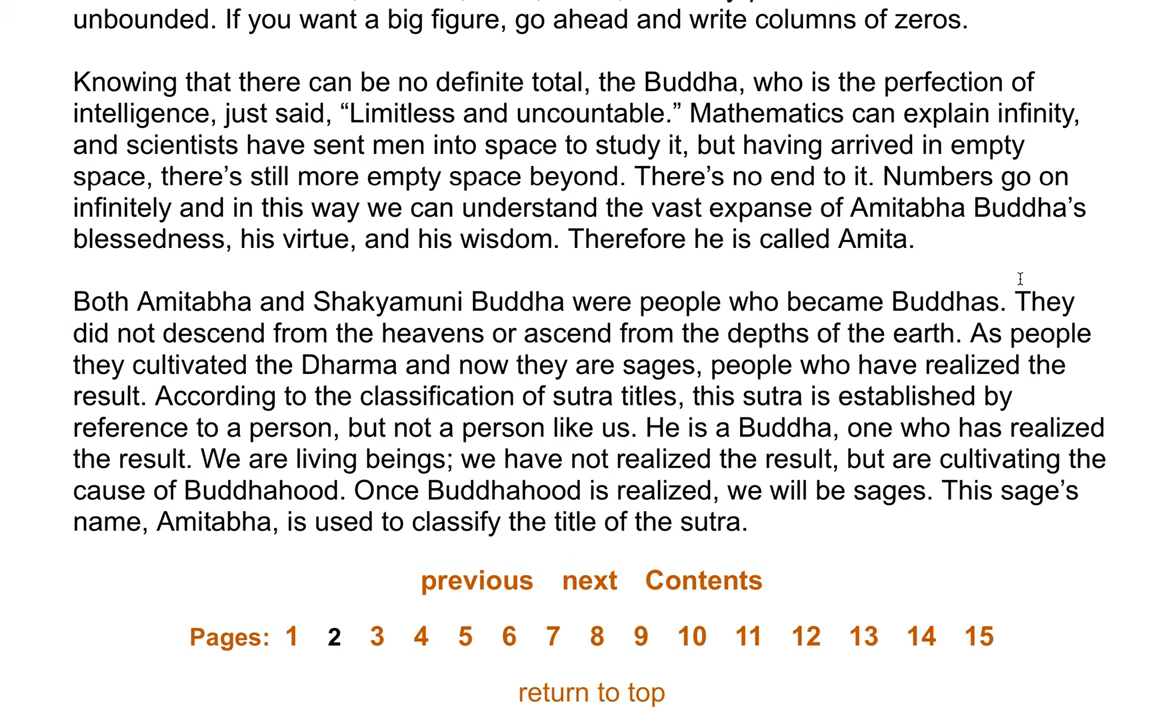 unbounded. If you want a big figure, go ahead and write columns of zeros.
Knowing that there can be no definite total, the Buddha, who is the perfection of
intelligence, just said, “Limitless and uncountable.” Mathematics can explain infinity,
and scientists have sent men into space to study it, but having arrived in empty
space, there’s still more empty space beyond. There’s no end to it. Numbers go on
infinitely and in this way we can understand the vast expanse of Amitabha Buddha’s
blessedness, his virtue, and his wisdom. Therefore he is called Amita.
Both Amitabha and Shakyamuni Buddha were people who became Buddhas. They
did not descend from the heavens or ascend from the depths of the earth. As people
they cultivated the Dharma and now they are sages, people who have realized the
result. According to the classification of sutra titles, this sutra is established by
reference to a person, but not a person like us. He is a Buddha, one who has realized
the result. We are living beings; we have not realized the result, but are cultivating the
cause of Buddhahood. Once Buddhahood is realized, we will be sages. This sage’s
name, Amitabha, is used to classify the title of the sutra.
previous next Contents
Pages: 1 2 3 4 5 6 7 8 9 10 11 12 13 14 15
return to top